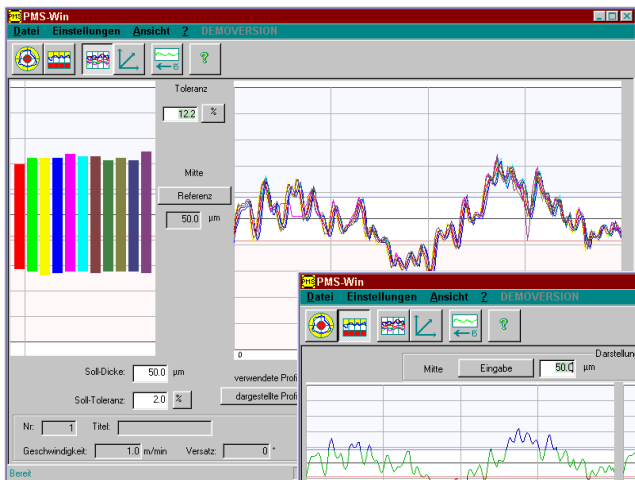 PMS PMS-Win
Datei Einstellungen Ansicht ? DEMOVERSION
?
Toleranz
12.2 %
Mitte
Referenz
50.0 µm
0
Soll-Dicke: 50.0 µm
Soll-Toleranz: 2.0 %
verwendete Profi
dargestellte Profi
Nr: 1 Titel:
Geschwindigkeit: 1.0 m/min Versatz: 0 °
Bereit
PMS PMS-Win
Datei Einstellungen Ansicht ? DEMOVERSION
?
Darstellung
Mitte Eingabe 50.0 µm